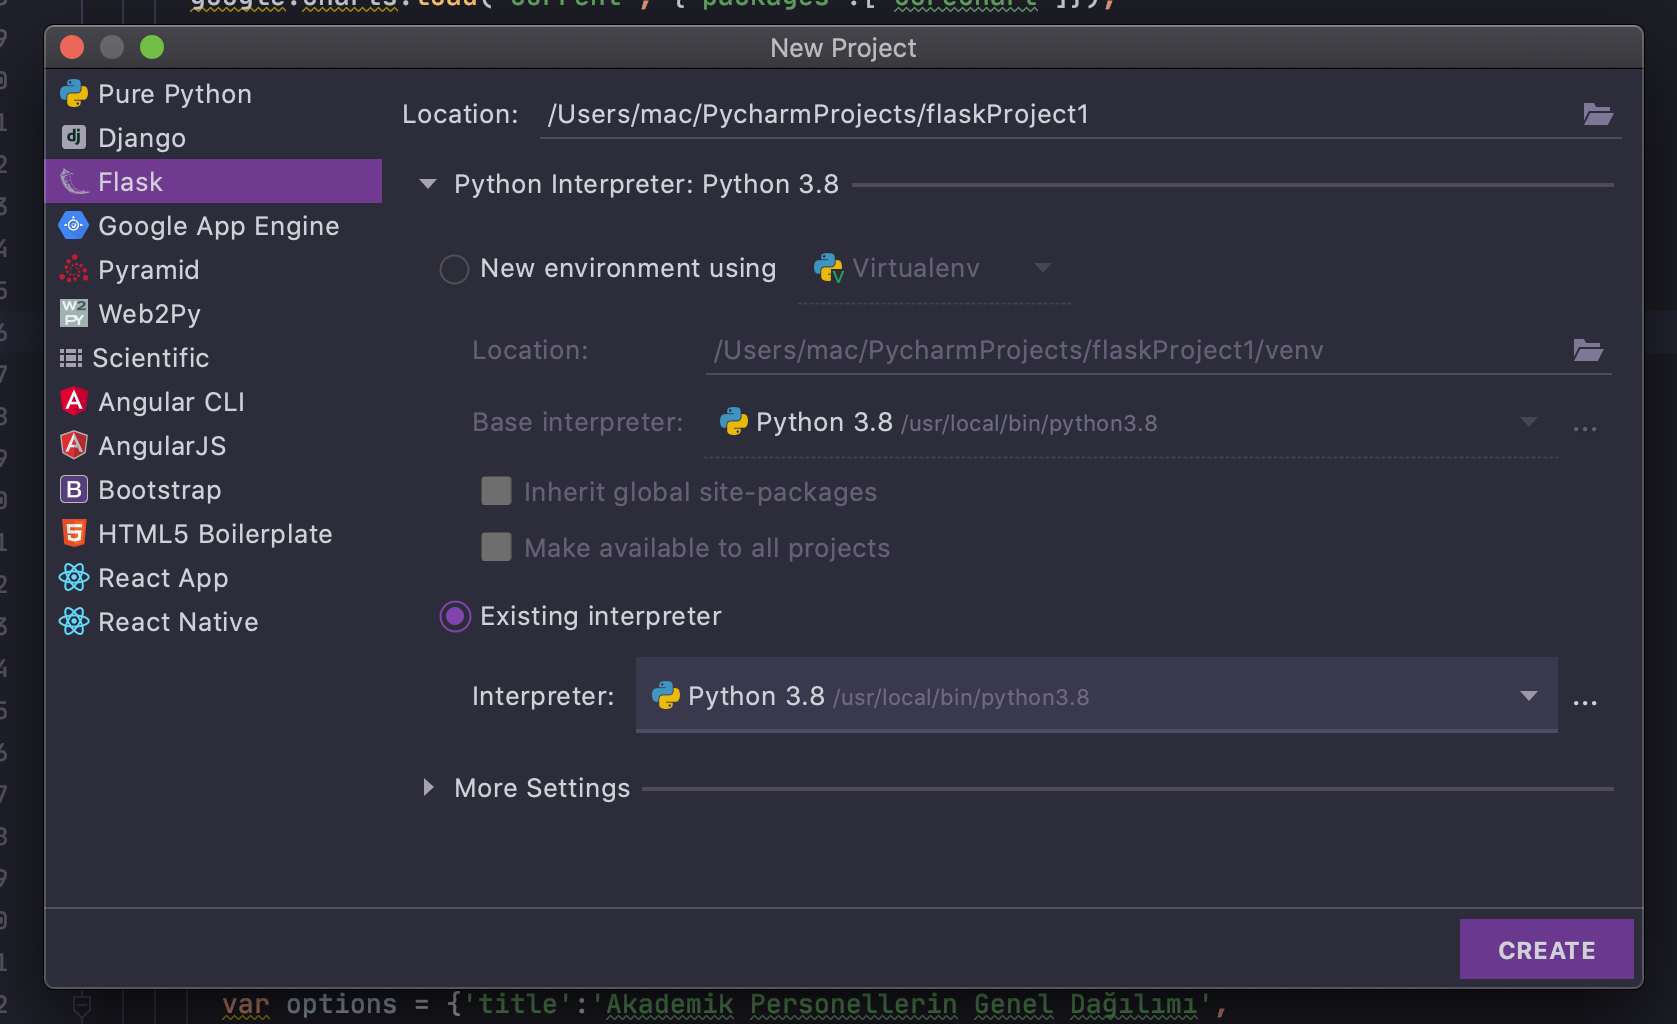 google.charts.load('current', {'packages':['corechart']});
New Project
Pure Python
Django
Flask
Google App Engine
Pyramid
Web2Py
Scientific
Angular CLI
AngularJS
Bootstrap
HTML5 Boilerplate
React App
React Native
Location: /Users/mac/PycharmProjects/flaskProject1
Python Interpreter: Python 3.8
New environment using Virtualenv
Location: /Users/mac/PycharmProjects/flaskProject1/venv
Base interpreter: Python 3.8 /usr/local/bin/python3.8 ...
Inherit global site-packages
Make available to all projects
Existing interpreter
Interpreter: Python 3.8 /usr/local/bin/python3.8 ...
More Settings
CREATE
var options = {'title':'Akademik Personellerin Genel Dağılımı',